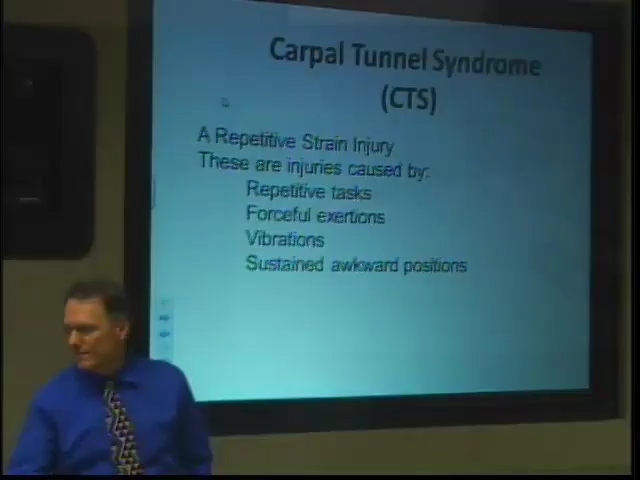 Carpal Tunnel Syndrome
(CTS)
A Repetitive Strain Injury
These are injuries caused by:
Repetitive tasks
Forceful exertions
Vibrations
Sustained awkward positions